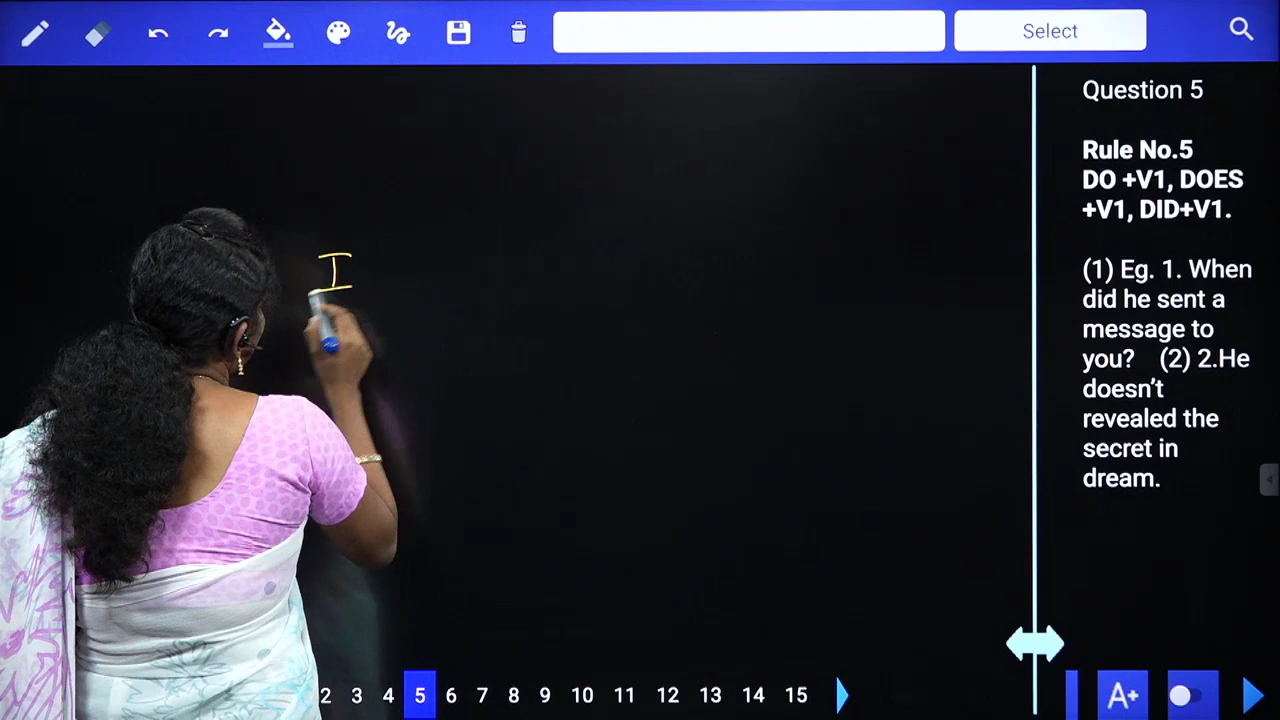 Select
Question 5
Rule No.5
DO +V1, DOES
+V1, DID+V1.
(1) Eg. 1. When
did he sent a
message to
you? (2) 2.He
doesn't
revealed the
secret in
dream.
I
2 3 4 5 6 7 8 9 10 11 12 13 14 15
A+